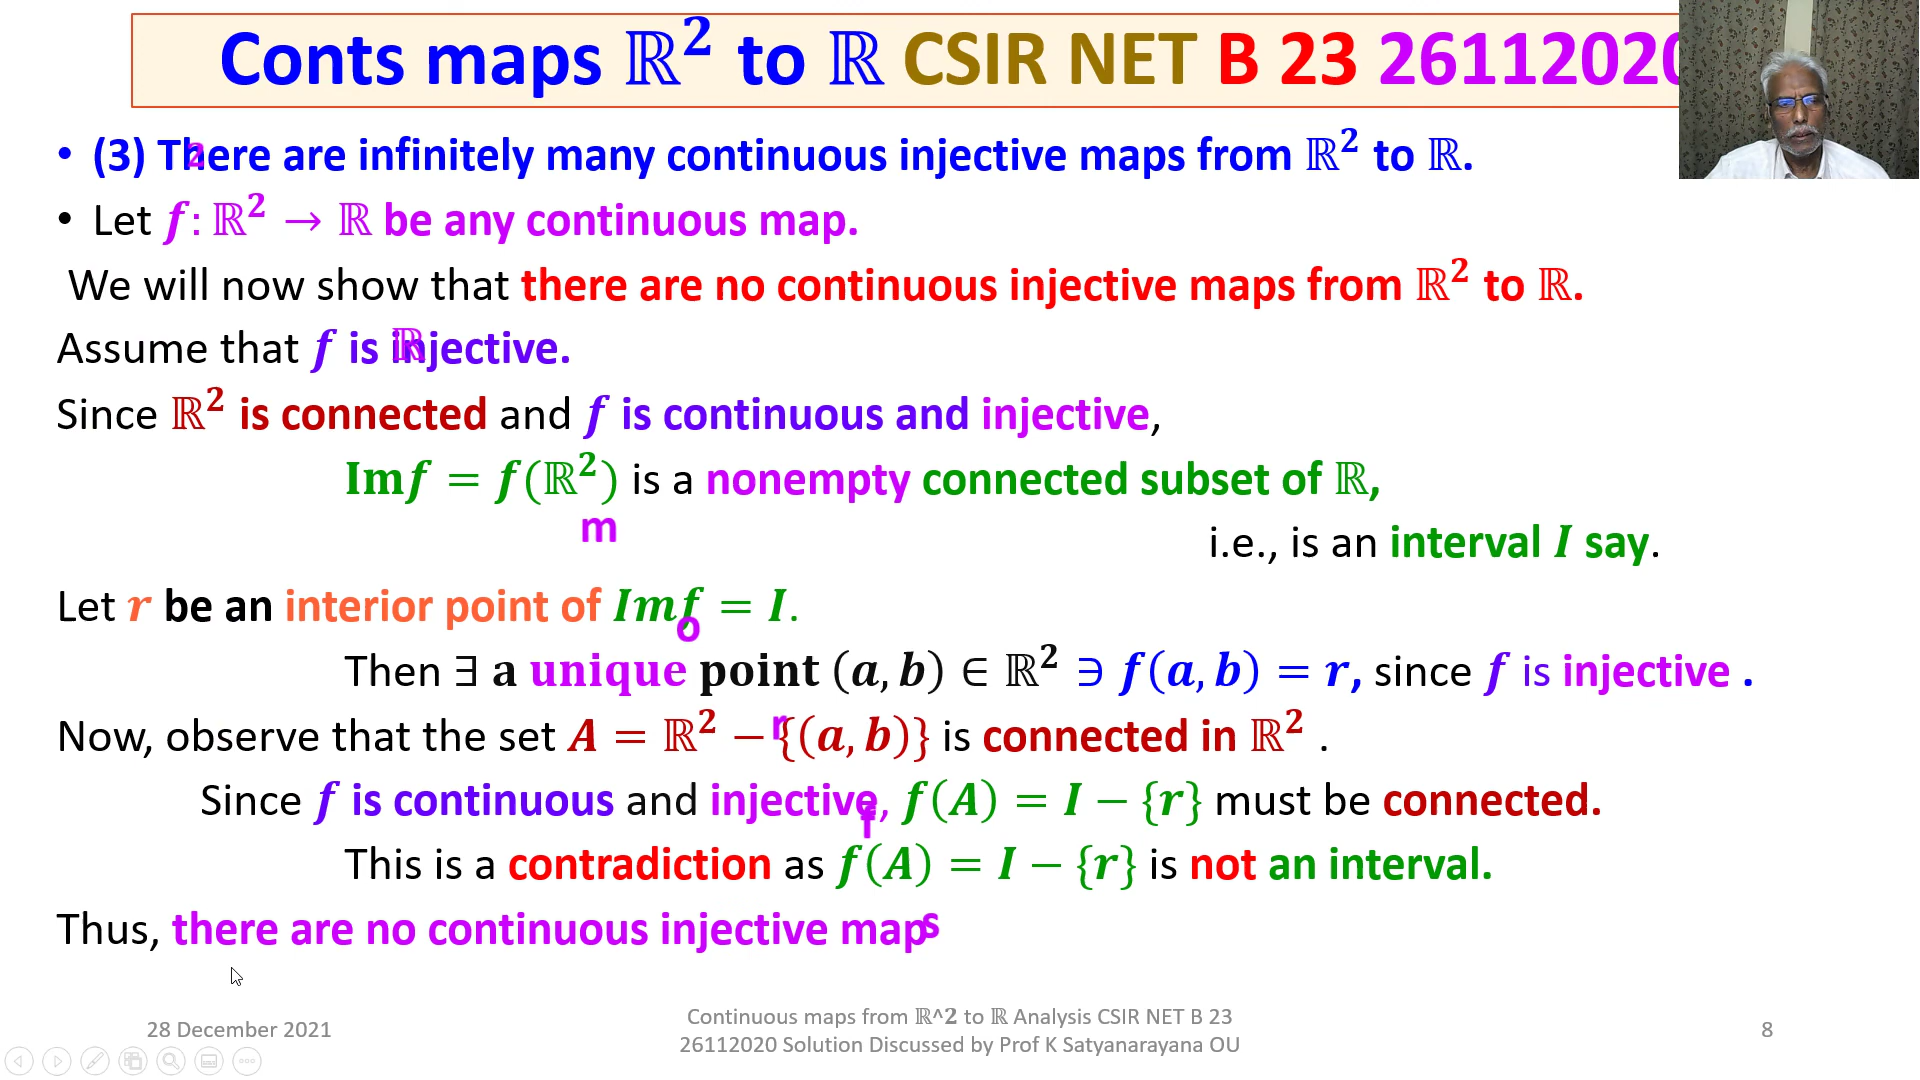 Conts maps ℝ² to ℝ CSIR NET B 23 26112020
• (3) There are infinitely many continuous injective maps from ℝ² to ℝ.
• Let f: ℝ² → ℝ be any continuous map.
We will now show that there are no continuous injective maps from ℝ² to ℝ.
Assume that f is injective.
Since ℝ² is connected and f is continuous and injective,
Imf = f(ℝ²) is a nonempty connected subset of ℝ,
i.e., is an interval I say.
Let r be an interior point of Imf = I.
Then ∃ a unique point (a, b) ∈ ℝ² ∋ f(a, b) = r, since f is injective .
Now, observe that the set A = ℝ² − {(a, b)} is connected in ℝ² .
Since f is continuous and injective, f(A) = I − {r} must be connected.
This is a contradiction as f(A) = I − {r} is not an interval.
Thus, there are no continuous injective maps
2
ℝ
m
o
r
f
28 December 2021
Continuous maps from ℝ^2 to ℝ Analysis CSIR NET B 23
26112020 Solution Discussed by Prof K Satyanarayana OU
8